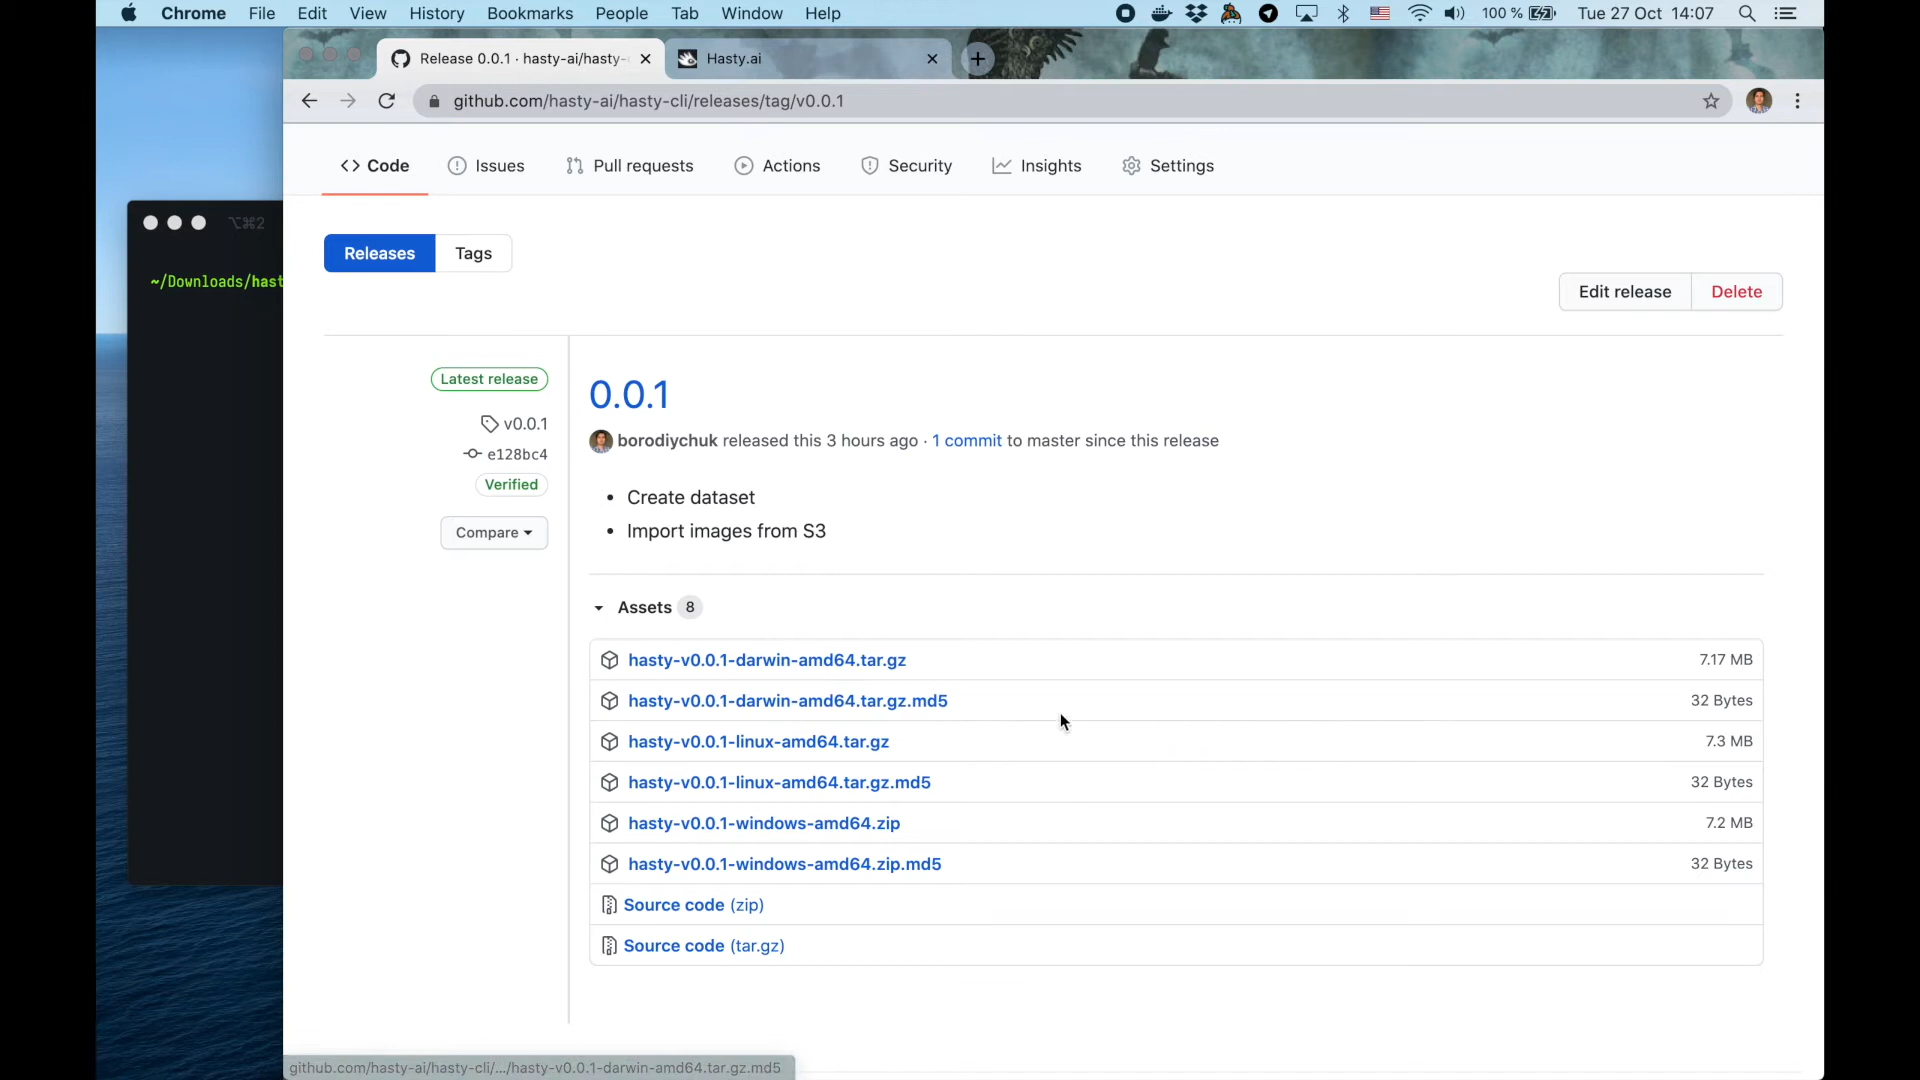 Chrome File Edit View History Bookmarks People Tab Window Help 100 % Tue 27 Oct 14:07
Release 0.0.1 · hasty-ai/hasty- Hasty.ai
github.com/hasty-ai/hasty-cli/releases/tag/v0.0.1
Code Issues Pull requests Actions Security Insights Settings
⌥⌘2
Releases Tags
~/Downloads/hast
Edit release Delete
Latest release
0.0.1
v0.0.1
borodiychuk released this 3 hours ago · 1 commit to master since this release
e128bc4
Verified
• Create dataset
Compare
• Import images from S3
Assets 8
hasty-v0.0.1-darwin-amd64.tar.gz 7.17 MB
hasty-v0.0.1-darwin-amd64.tar.gz.md5 32 Bytes
hasty-v0.0.1-linux-amd64.tar.gz 7.3 MB
hasty-v0.0.1-linux-amd64.tar.gz.md5 32 Bytes
hasty-v0.0.1-windows-amd64.zip 7.2 MB
hasty-v0.0.1-windows-amd64.zip.md5 32 Bytes
Source code (zip)
Source code (tar.gz)
github.com/hasty-ai/hasty-cli/.../hasty-v0.0.1-darwin-amd64.tar.gz.md5